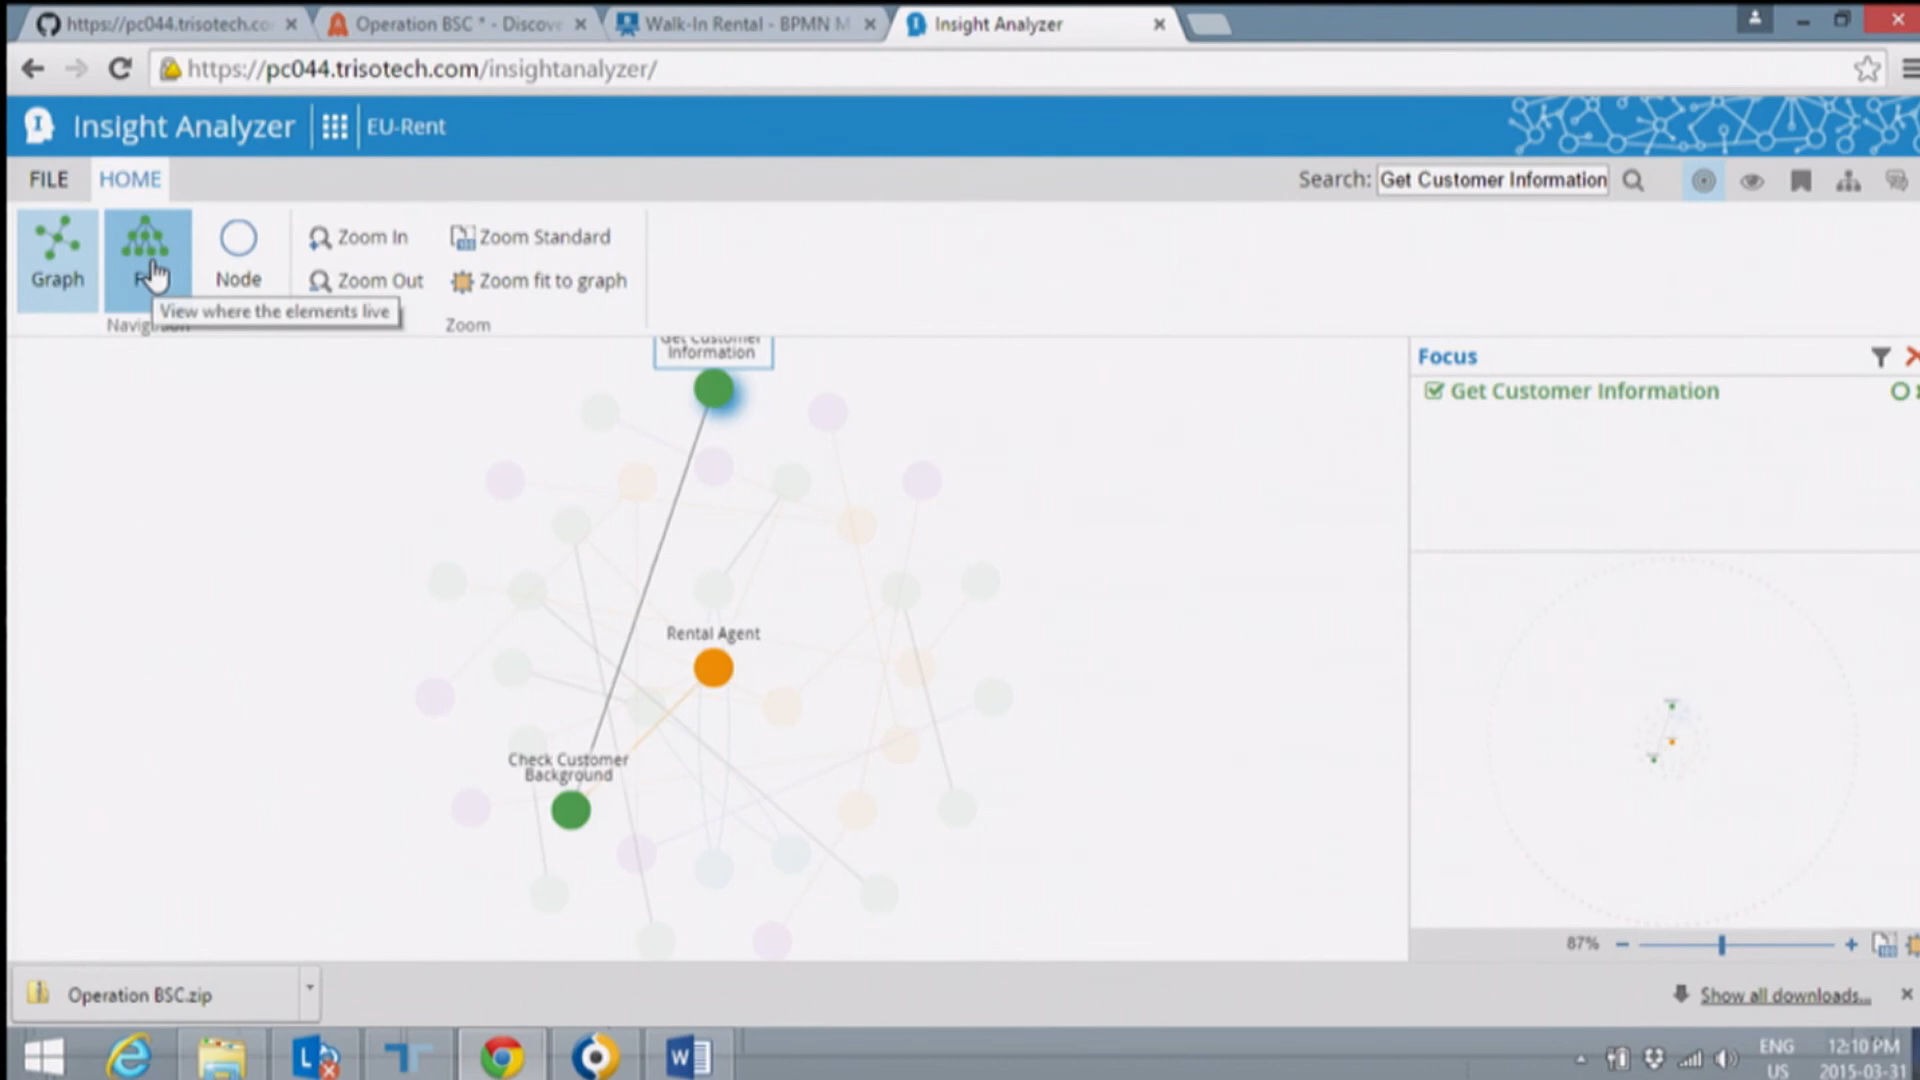 https://pc044.trisotech.co
Operation BSC * - Discove
Walk-In Rental - BPMN M
Insight Analyzer
https://pc044.trisotech.com/insightanalyzer/
Insight Analyzer
EU-Rent
FILE
HOME
Search:
Get Customer Information
Graph
Node
Zoom In
Zoom Out
Zoom Standard
Zoom fit to graph
View where the elements live
Zoom
Get Customer
Information
Rental Agent
Check Customer
Background
Focus
Get Customer Information
87%
Operation BSC.zip
Show all downloads...
ENG
US
12:10 PM
2015-03-31